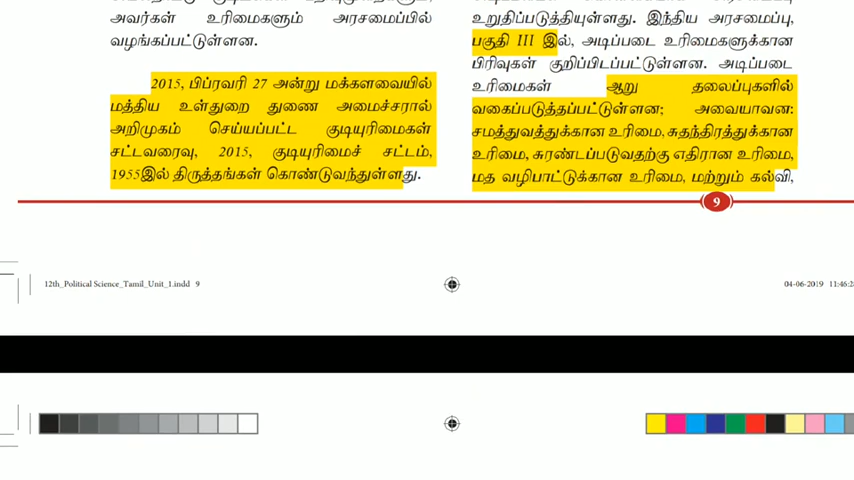 அவர்கள் உரிமைகளும் அரசமைப்பில்
வழங்கப்பட்டுள்ளன.
2015, பிப்ரவரி 27 அன்று மக்களவையில்
மத்திய உள்துறை துணை அமைச்சரால்
அறிமுகம் செய்யப்பட்ட குடியுரிமைகள்
சட்டவரைவு, 2015, குடியுரிமைச் சட்டம்,
1955இல் திருத்தங்கள் கொண்டுவந்துள்ளது.
உறுதிப்படுத்தியுள்ளது. இந்திய அரசமைப்பு,
பகுதி III இல், அடிப்படை உரிமைகளுக்கான
பிரிவுகள் குறிப்பிடப்பட்டுள்ளன. அடிப்படை
உரிமைகள் ஆறு தலைப்புகளில்
வகைப்படுத்தப்பட்டுள்ளன; அவையாவன:
சமத்துவத்துக்கான உரிமை, சுதந்திரத்துக்கான
உரிமை, சுரண்டப்படுவதற்கு எதிரான உரிமை,
மத வழிபாட்டுக்கான உரிமை, மற்றும் கல்வி,
9
12th_Political Science_Tamil_Unit_1.indd 9
04-06-2019 11:46:28